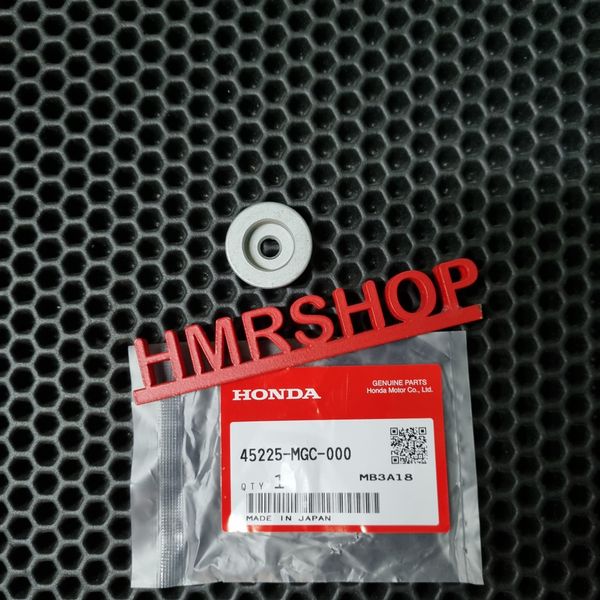 HMRSHOP
HONDA
GENUINE PARTS
Honda Motor Co., Ltd.
45225-MGC-000
QTY 1
MB3A18
MADE IN JAPAN